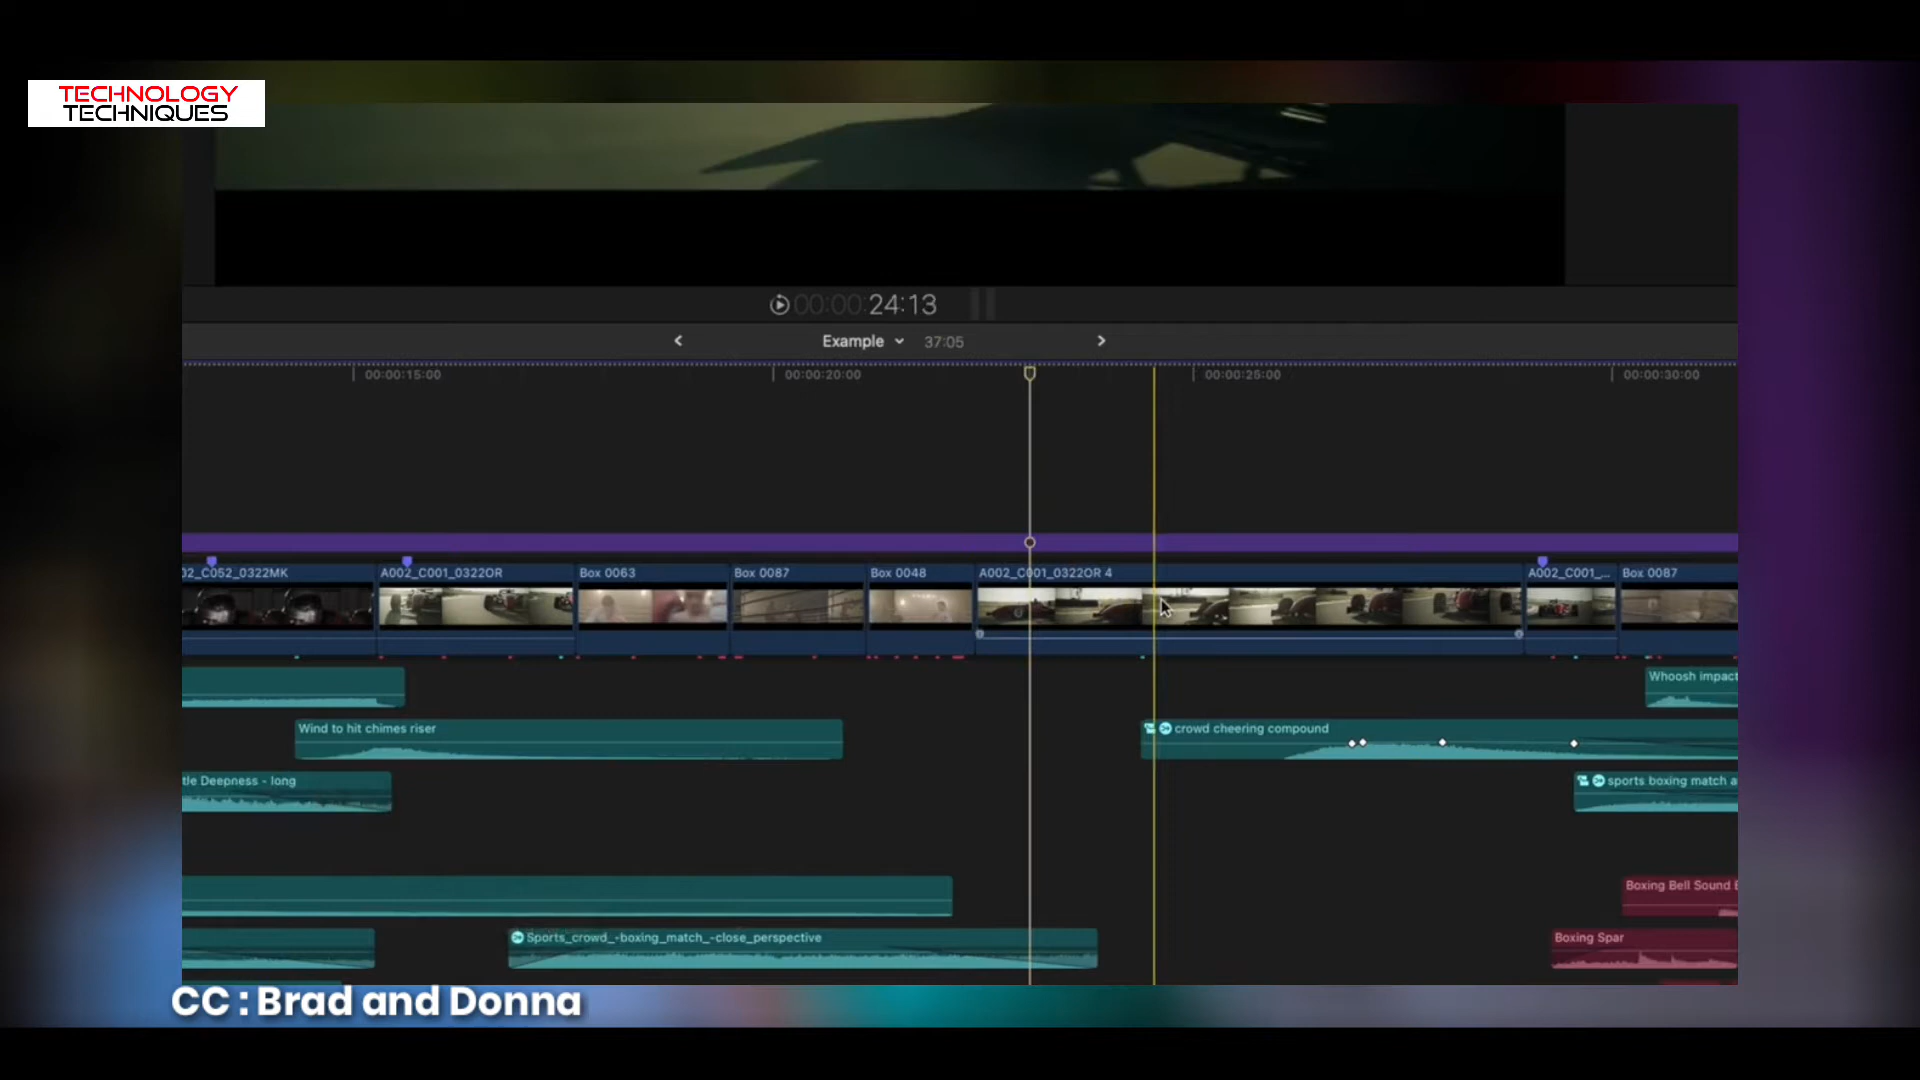 TECHNOLOGY
TECHNIQUES
00:00:24:13
Example 37:05
00:00:15:00 00:00:20:00 00:00:25:00 00:00:30:00
02_C052_0322MK A002_C001_0322OR Box 0063 Box 0087 Box 0048 A002_C001_0322OR 4 A002_C001_... Box 0087
Whoosh impact
Wind to hit chimes riser crowd cheering compound
tle Deepness - long sports boxing match a
Boxing Bell Sound E
Sports_crowd_-boxing_match_-close_perspective Boxing Spar
CC : Brad and Donna